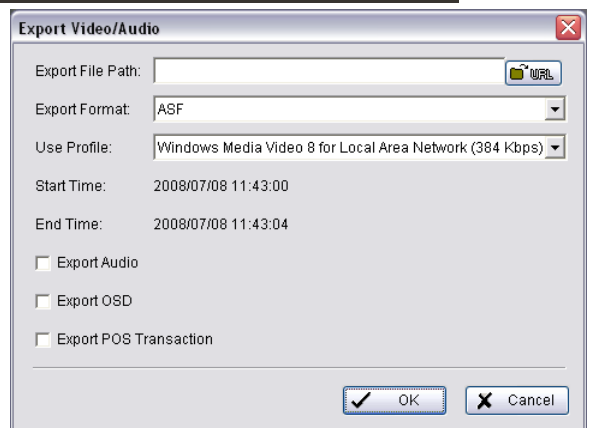 Export Video/Audio
Export File Path: URL
Export Format: ASF
Use Profile: Windows Media Video 8 for Local Area Network (384 Kbps)
Start Time: 2008/07/08 11:43:00
End Time: 2008/07/08 11:43:04
Export Audio
Export OSD
Export POS Transaction
OK Cancel